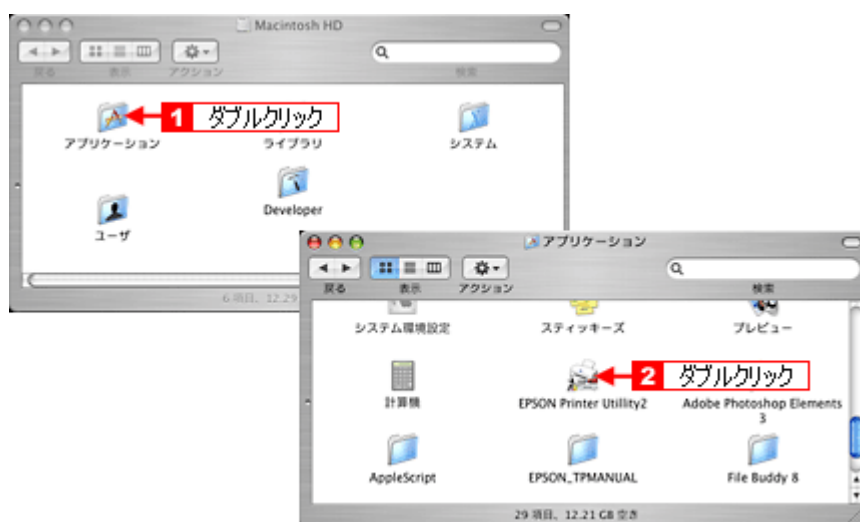 Macintosh HD
戻る 表示 アクション 検索
1 ダブルクリック
アプリケーション ライブラリ システム
ユーザ Developer
6 項目、12.29
アプリケーション
戻る 表示 アクション 検索
システム環境設定 スティッキーズ プレビュー
2 ダブルクリック
計算機 EPSON Printer Utillity2 Adobe Photoshop Elements
3
AppleScript EPSON_TPMANUAL File Buddy 8
29 項目、12.21 GB 空き